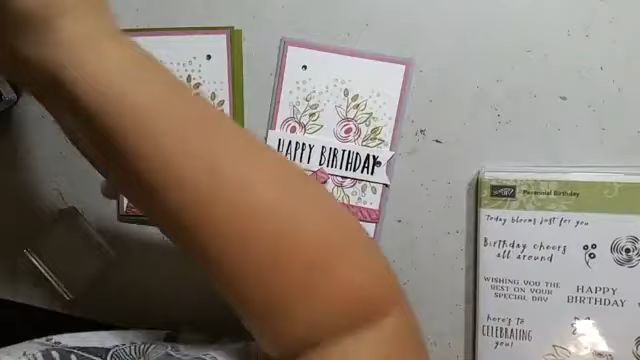 HAPPY BIRTHDAY
Perennial Birthday
Today blooms just for you
Birthday cheers
all around
WISHING YOU THE
BEST ON YOUR
SPECIAL DAY
HAPPY
BIRTHDAY
here's to
CELEBRATING
you!